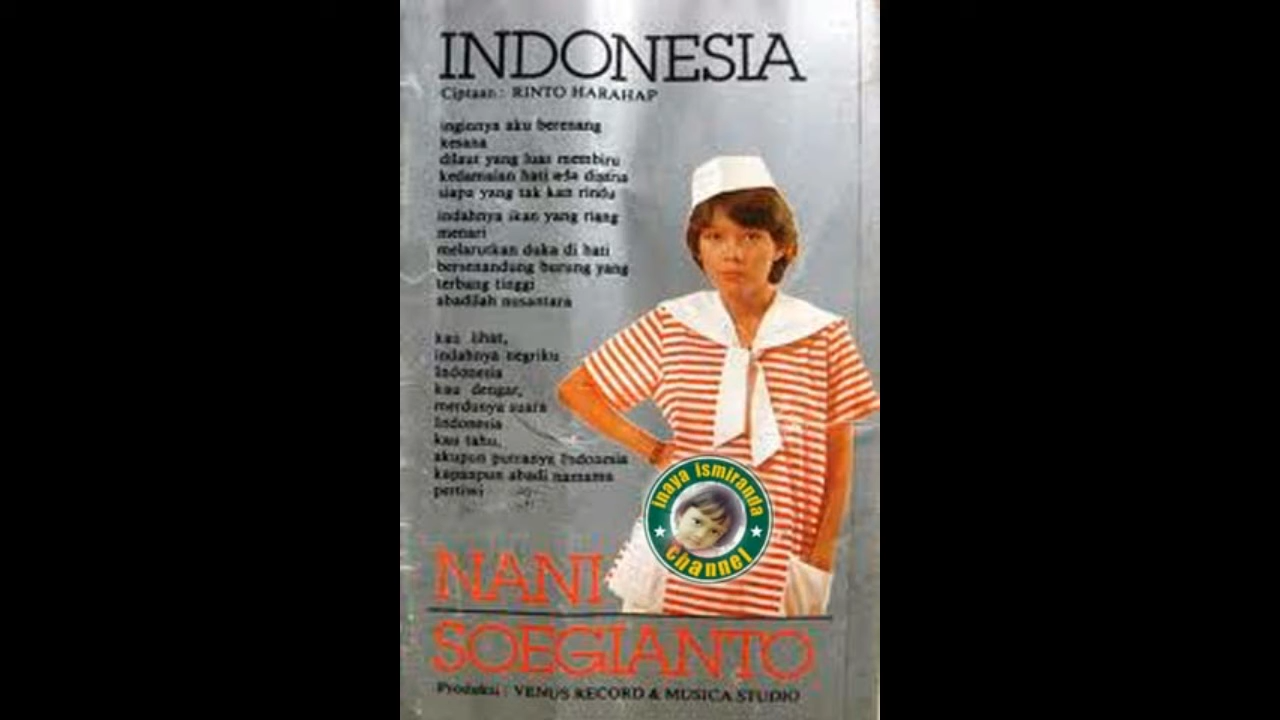 INDONESIA
Ciptaan : RINTO HARAHAP
inginnya aku berenang
kesana
dilaut yang luas membiru
kedamaian hati ada disana
siapa yang tak kan rindu
indahnya ikan yang riang
menari
melarutkan duka di hati
bersenandung burung yang
terbang tinggi
abadilah nusantara
kau lihat,
indahnya negriku
Indonesia
kau dengar,
merdunya suara
Indonesia
kau tahu,
akupun putranya Indonesia
kapanpun abadi namamu
pertiwi
inaya ismiranda
channel
NANI
SOEGIANTO
Produksi : VENUS RECORD & MUSICA STUDIO